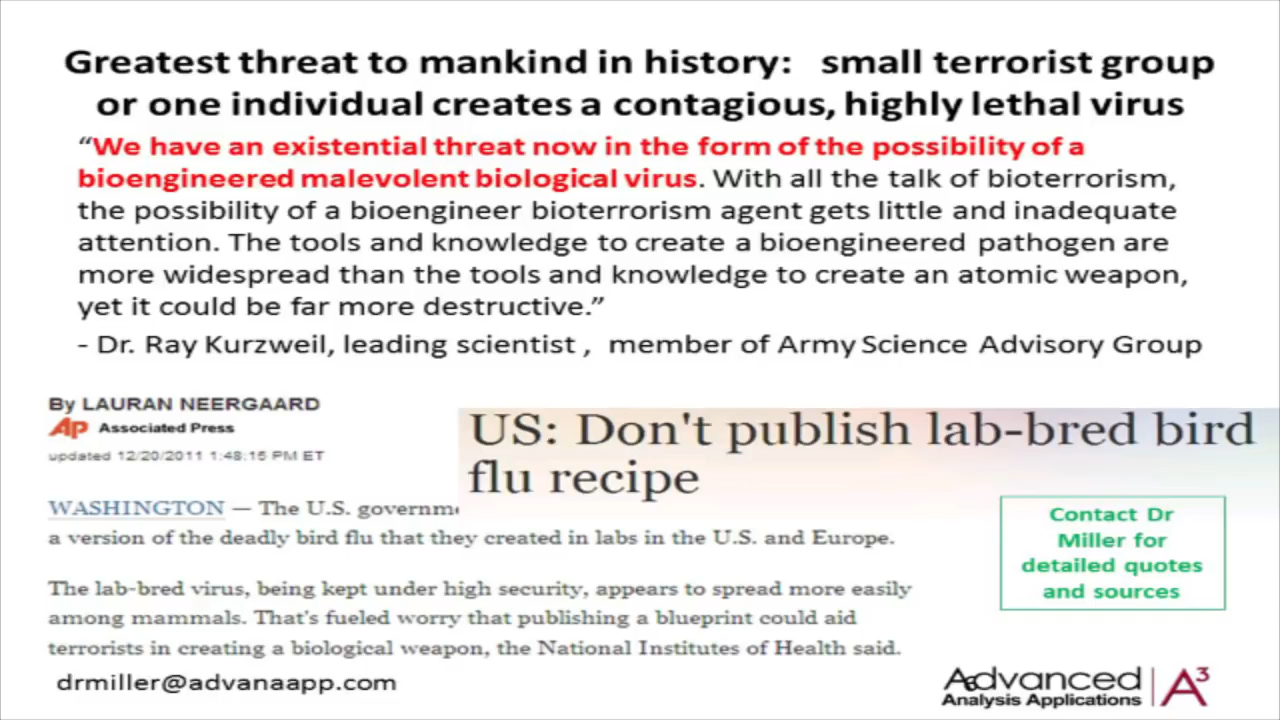 Greatest threat to mankind in history: small terrorist group
or one individual creates a contagious, highly lethal virus
“We have an existential threat now in the form of the possibility of a
bioengineered malevolent biological virus. With all the talk of bioterrorism,
the possibility of a bioengineer bioterrorism agent gets little and inadequate
attention. The tools and knowledge to create a bioengineered pathogen are
more widespread than the tools and knowledge to create an atomic weapon,
yet it could be far more destructive.”
- Dr. Ray Kurzweil, leading scientist , member of Army Science Advisory Group
By LAURAN NEERGAARD
AP Associated Press
updated 12/20/2011 1:48:15 PM ET
US: Don't publish lab-bred bird
flu recipe
WASHINGTON — The U.S.
a version of the deadly bird flu that they created in labs in the U.S. and Europe.
The lab-bred virus, being kept under high security, appears to spread more easily
among mammals. That's fueled worry that publishing a blueprint could aid
terrorists in creating a biological weapon, the National Institutes of Health said.
Contact Dr
Miller for
detailed quotes
and sources
drmiller@advanaapp.com
Advanced
Analysis Applications
A3